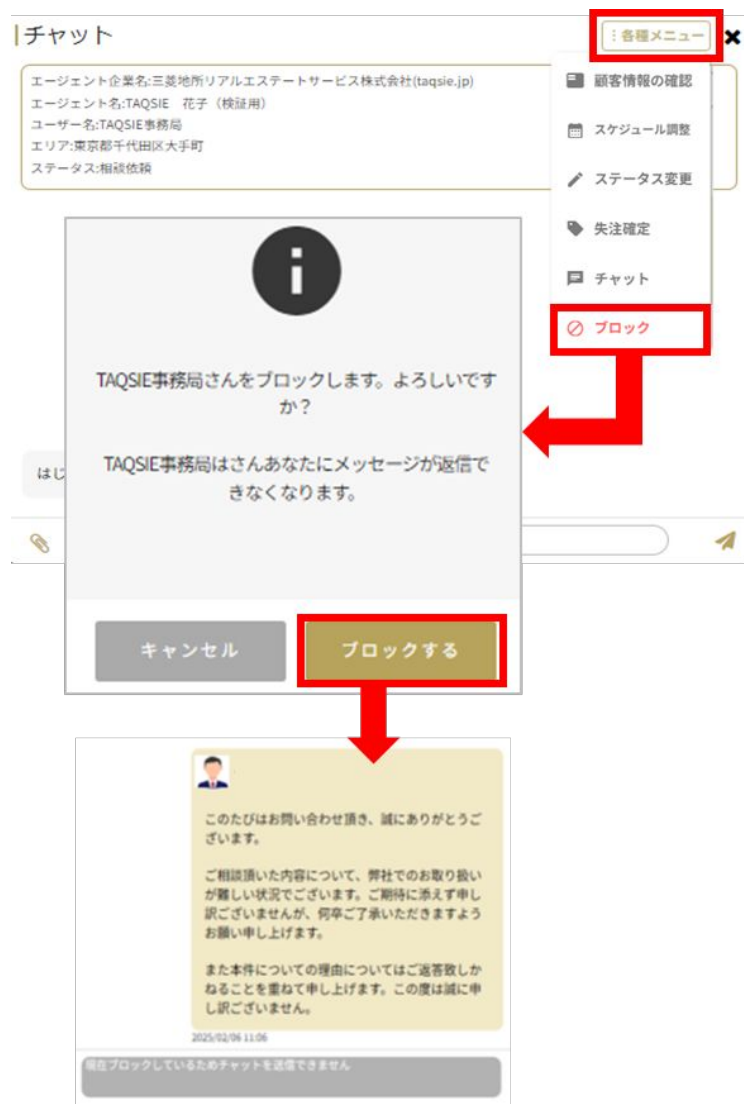 チャット
各種メニュー
エージェント企業名:三菱地所リアルエステートサービス株式会社(taqsie.jp)
エージェント名:TAQSIE 花子（検証用）
ユーザー名:TAQSIE事務局
エリア:東京都千代田区大手町
ステータス:相談依頼
顧客情報の確認
スケジュール調整
ステータス変更
失注確定
チャット
ブロック
TAQSIE事務局さんをブロックします。よろしいです
か？
TAQSIE事務局はさんあなたにメッセージが返信で
きなくなります。
はじ
キャンセル
ブロックする
このたびはお問い合わせ頂き、誠にありがとうご
ざいます。
ご相談頂いた内容について、弊社でのお取り扱い
が難しい状況でございます。ご期待に添えず申し
訳ございませんが、何卒ご了承いただきますよう
お願い申し上げます。
また本件についての理由についてはご返答致しか
ねることを重ねて申し上げます。この度は誠に申
し訳ございません。
2025/02/06 11:06
現在ブロックしているためチャットを送信できません